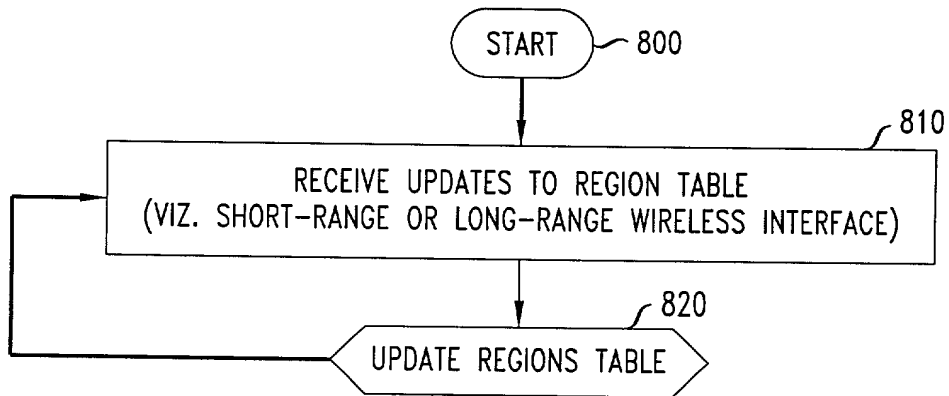 START
800
810
RECEIVE UPDATES TO REGION TABLE
(VIZ. SHORT-RANGE OR LONG-RANGE WIRELESS INTERFACE)
820
UPDATE REGIONS TABLE